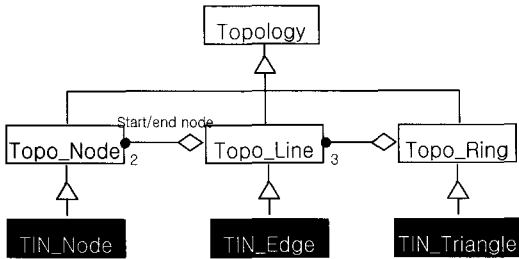 Topology
Start/end node
Topo_Node 2 Topo_Line 3 Topo_Ring
TIN_Node TIN_Edge TIN_Triangle